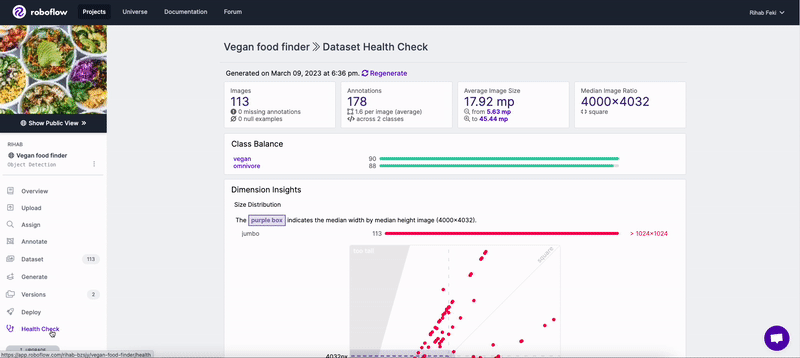 roboflow
Projects
Universe
Documentation
Forum
Rihab Feki
Show Public View »
RIHAB
Vegan food finder
Object Detection
Overview
Upload
Assign
Annotate
Dataset
113
Generate
Versions
2
Deploy
Health Check
https://app.roboflow.com/rihab-bzsjy/vegan-food-finder/health
Vegan food finder
Dataset Health Check
Generated on March 09, 2023 at 6:36 pm. Regenerate
Images
113
0 missing annotations
0 null examples
Annotations
178
1.6 per image (average)
across 2 classes
Average Image Size
17.92 mp
from 5.63 mp
to 45.44 mp
Median Image Ratio
4000×4032
square
Class Balance
vegan 90
omnivore 88
Dimension Insights
Size Distribution
The purple box indicates the median width by median height image (4000×4032).
jumbo 113 > 1024×1024
too tall
square
4032px